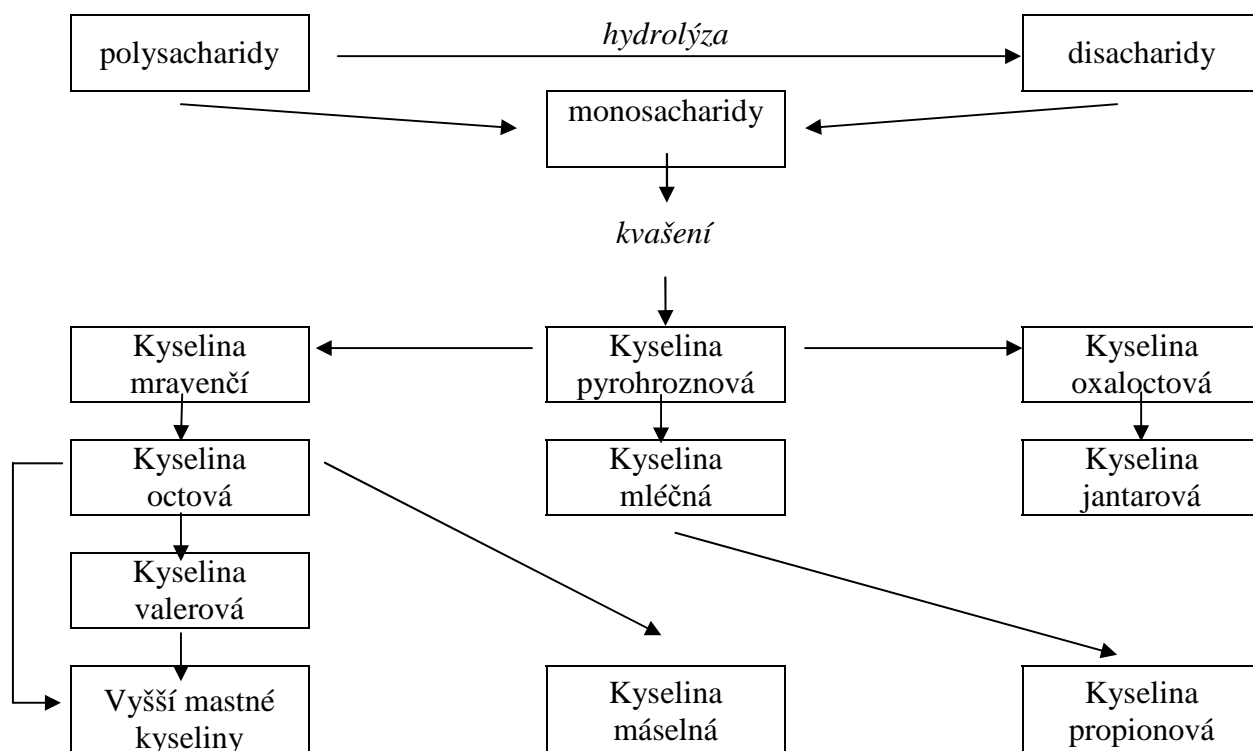 polysacharidy
hydrolýza
disacharidy
monosacharidy
kvašení
Kyselina
mravenčí
Kyselina
pyrohroznová
Kyselina
oxaloctová
Kyselina
octová
Kyselina
mléčná
Kyselina
jantarová
Kyselina
valerová
Vyšší mastné
kyseliny
Kyselina
máselná
Kyselina
propionová